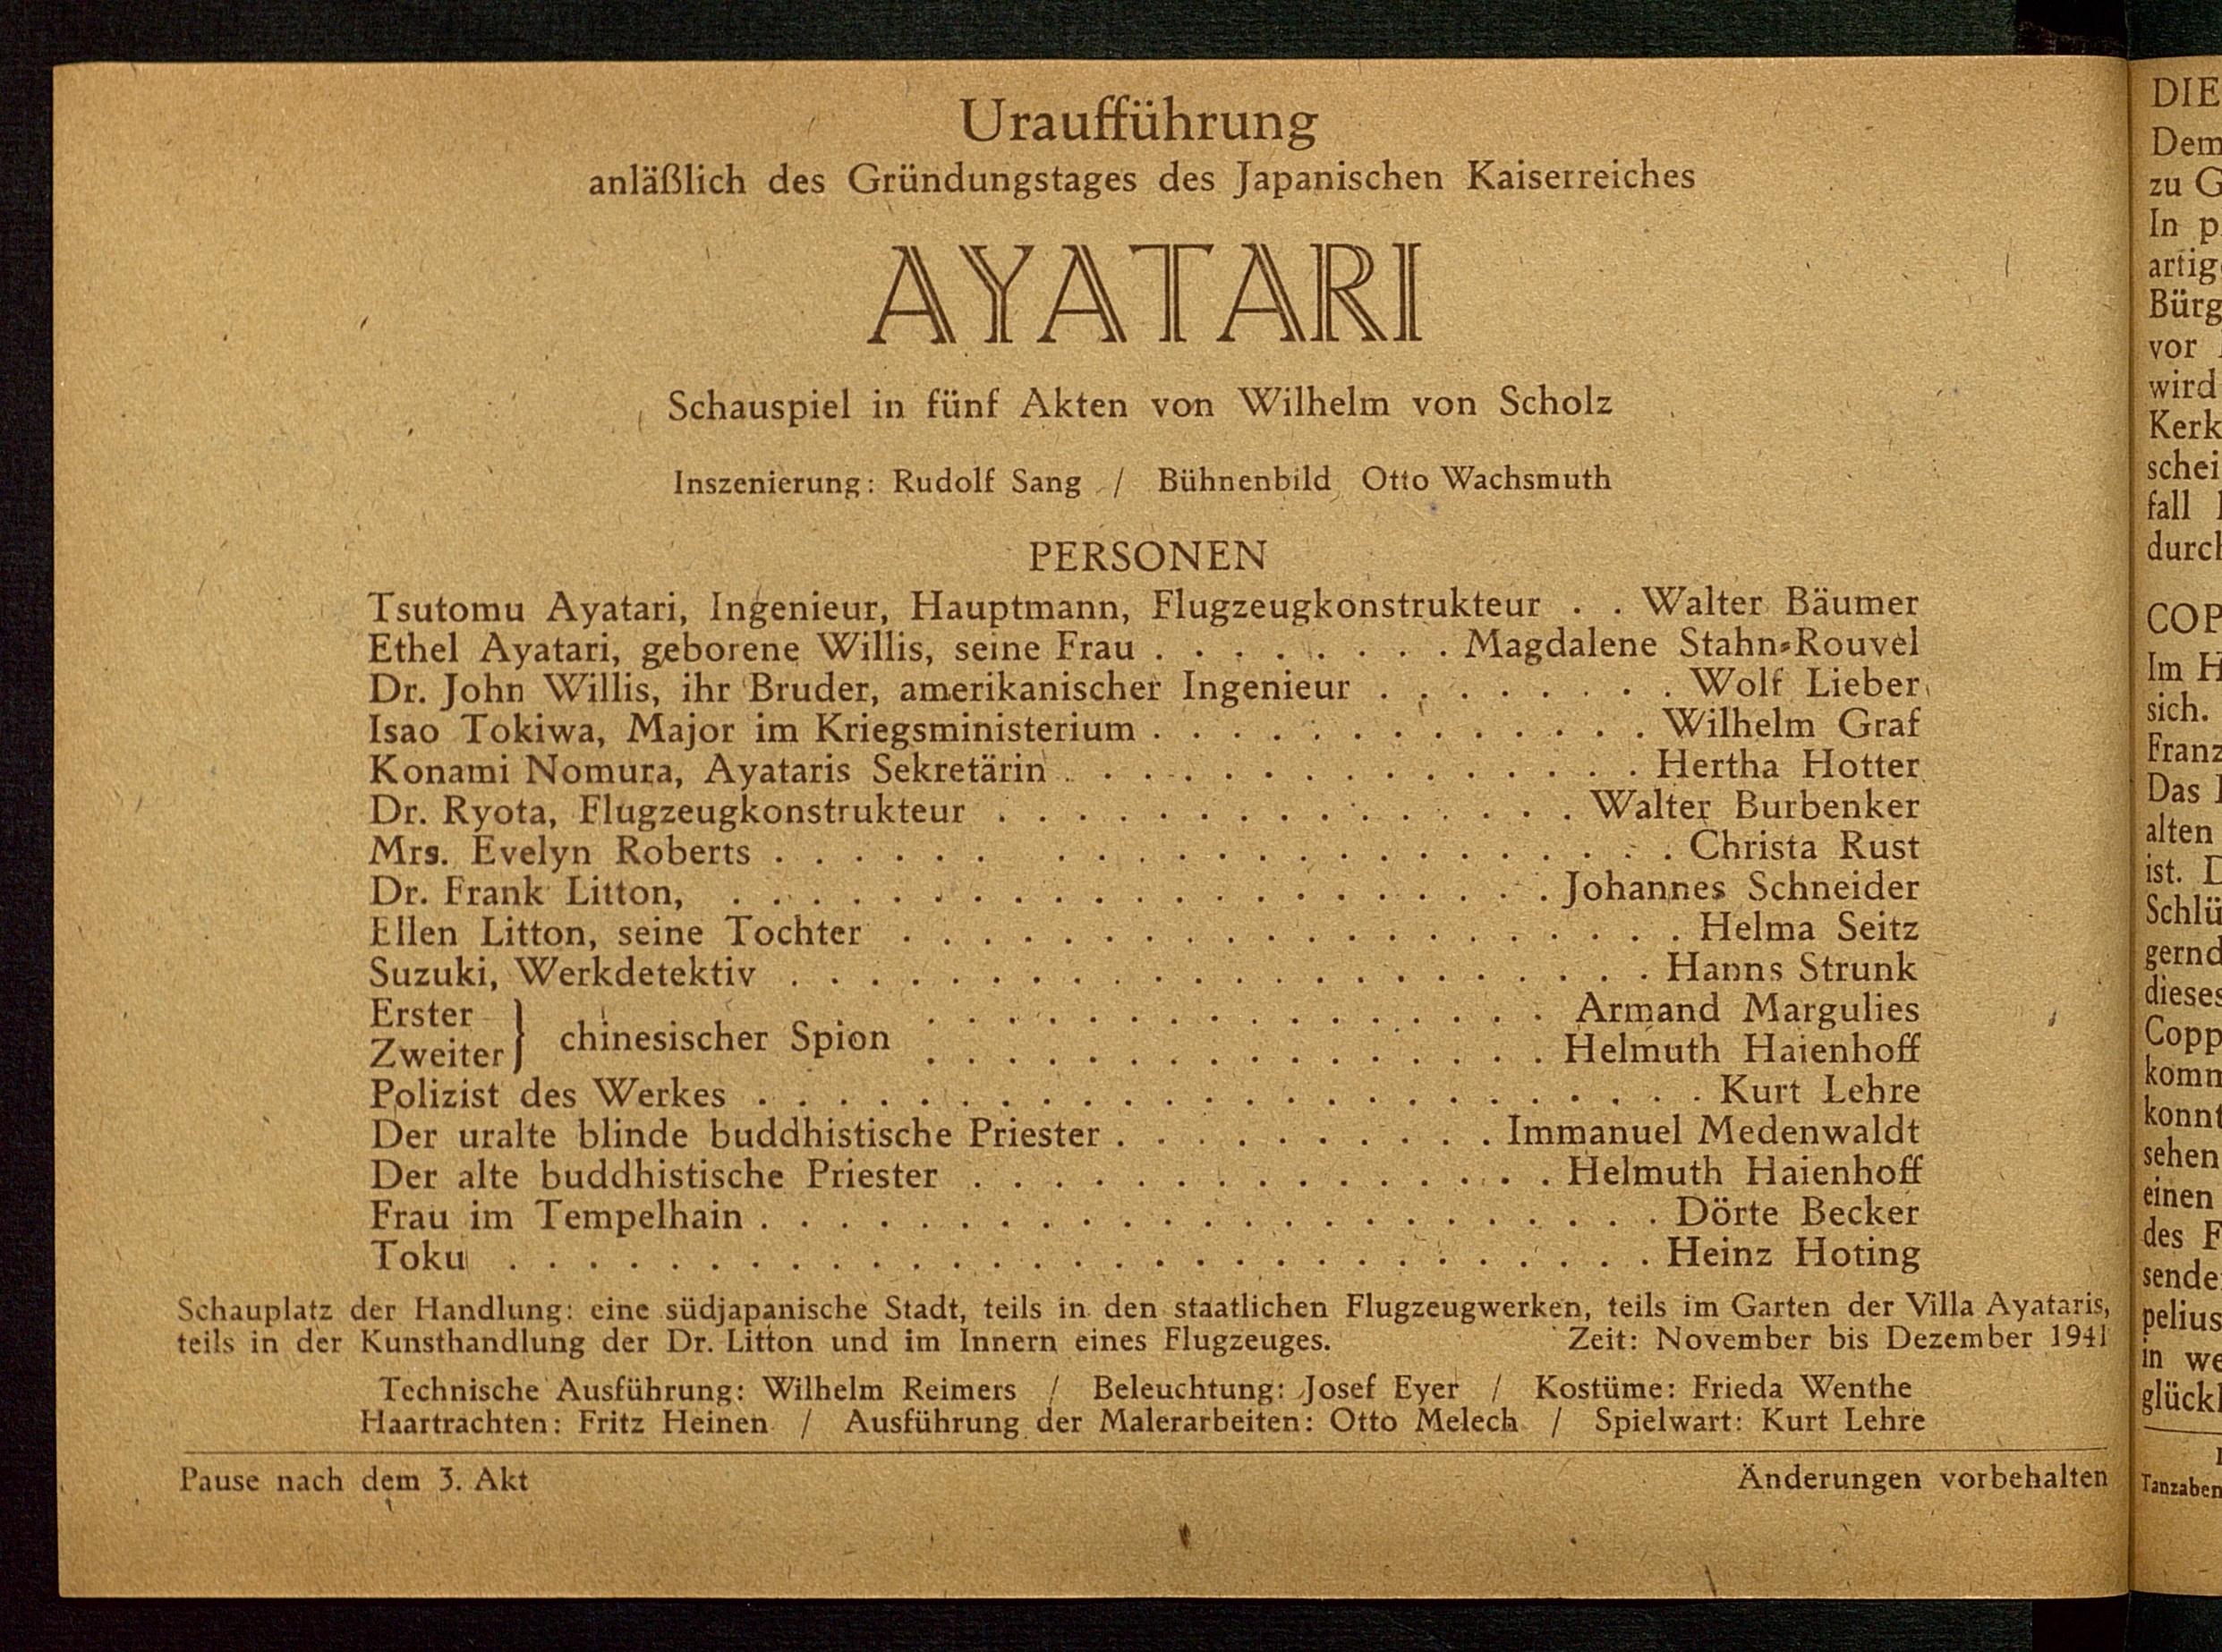 Uraufführung
anläßlich des Gründungstages des Japanischen Kaiserreiches
AYATARI
Schauspiel in fünf Akten von Wilhelm von Scholz
Inszenierung: Rudolf Sang / Bühnenbild Otto Wachsmuth
PERSONEN
Tsutomu Ayatari, Ingenieur, Hauptmann, Flugzeugkonstrukteur . . Walter Bäumer
Ethel Ayatari, geborene Willis, seine Frau . . . . . . . . Magdalene Stahn-Rouvel
Dr. John Willis, ihr Bruder, amerikanischer Ingenieur . . . . . . . . Wolf Lieber
Isao Tokiwa, Major im Kriegsministerium . . . . . . . . . . . . . Wilhelm Graf
Konami Nomura, Ayataris Sekretärin . . . . . . . . . . . . . . . Hertha Hotter
Dr. Ryota, Flugzeugkonstrukteur . . . . . . . . . . . . . . . Walter Burbenker
Mrs. Evelyn Roberts . . . . . . . . . . . . . . . . . . . . . . Christa Rust
Dr. Frank Litton, . . . . . . . . . . . . . . . . . . . . . Johannes Schneider
Ellen Litton, seine Tochter . . . . . . . . . . . . . . . . . . . . Helma Seitz
Suzuki, Werkdetektiv . . . . . . . . . . . . . . . . . . . . . . Hanns Strunk
Erster } chinesischer Spion . . . . . . . . . . . . . . . . Armand Margulies
Zweiter } . . . . . . . . . . . . . . . . Helmuth Haienhoff
Polizist des Werkes . . . . . . . . . . . . . . . . . . . . . . . . Kurt Lehre
Der uralte blinde buddhistische Priester . . . . . . . . . . Immanuel Medenwaldt
Der alte buddhistische Priester . . . . . . . . . . . . . . . Helmuth Haienhoff
Frau im Tempelhain . . . . . . . . . . . . . . . . . . . . . . . Dörte Becker
Toku . . . . . . . . . . . . . . . . . . . . . . . . . . . . . Heinz Hoting
Schauplatz der Handlung: eine südjapanische Stadt, teils in den staatlichen Flugzeugwerken, teils im Garten der Villa Ayataris,
teils in der Kunsthandlung der Dr. Litton und im Innern eines Flugzeuges. Zeit: November bis Dezember 1941
Technische Ausführung: Wilhelm Reimers / Beleuchtung: Josef Eyer / Kostüme: Frieda Wenthe
Haartrachten: Fritz Heinen / Ausführung der Malerarbeiten: Otto Melech / Spielwart: Kurt Lehre
Pause nach dem 3. Akt Änderungen vorbehalten
DIE
Dem
zu G
In p
artig
Bürg
vor
wird
Kerk
schei
fall
durch
COP
Im H
sich.
Franz
Das
alten
ist. D
Schlü
gernd
dieses
Copp
komm
konnt
sehen
einen
des F
sende
pelius
in we
glückl
Tanzaben